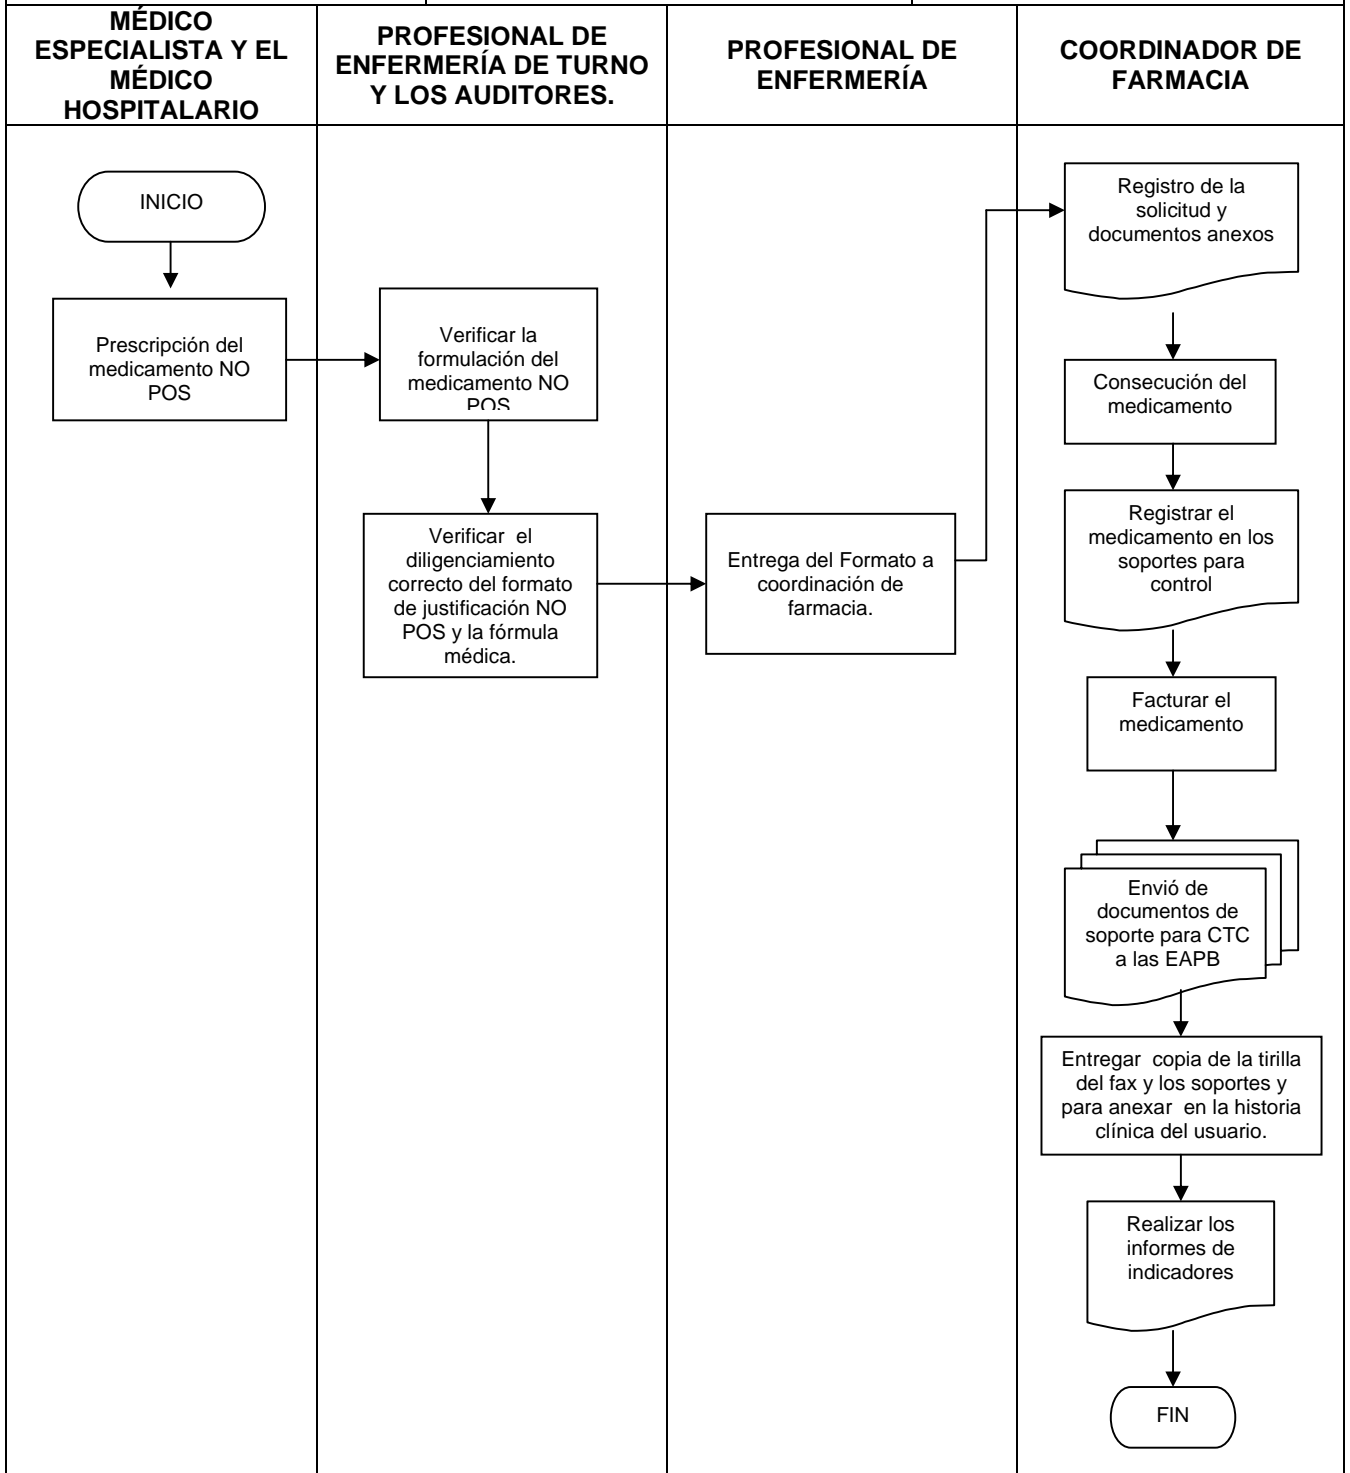 MÉDICO
ESPECIALISTA Y EL
MÉDICO
HOSPITALARIO
PROFESIONAL DE
ENFERMERÍA DE TURNO
Y LOS AUDITORES.
PROFESIONAL DE
ENFERMERÍA
COORDINADOR DE
FARMACIA
INICIO
Prescripción del
medicamento NO
POS
Verificar la
formulación del
medicamento NO
POS
Verificar el
diligenciamiento
correcto del formato
de justificación NO
POS y la fórmula
médica.
Entrega del Formato a
coordinación de
farmacia.
Registro de la
solicitud y
documentos anexos
Consecución del
medicamento
Registrar el
medicamento en los
soportes para
control
Facturar el
medicamento
Envió de
documentos de
soporte para CTC
a las EAPB
Entregar copia de la tirilla
del fax y los soportes y
para anexar en la historia
clínica del usuario.
Realizar los
informes de
indicadores
FIN